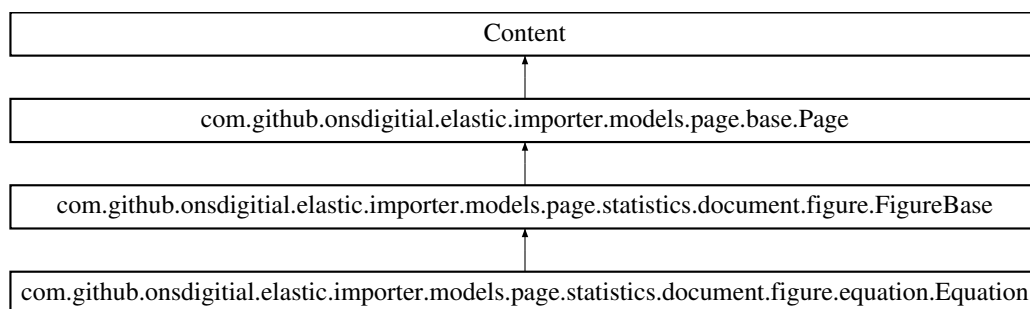 Content
com.github.onsdigitial.elastic.importer.models.page.base.Page
com.github.onsdigitial.elastic.importer.models.page.statistics.document.figure.FigureBase
com.github.onsdigitial.elastic.importer.models.page.statistics.document.figure.equation.Equation